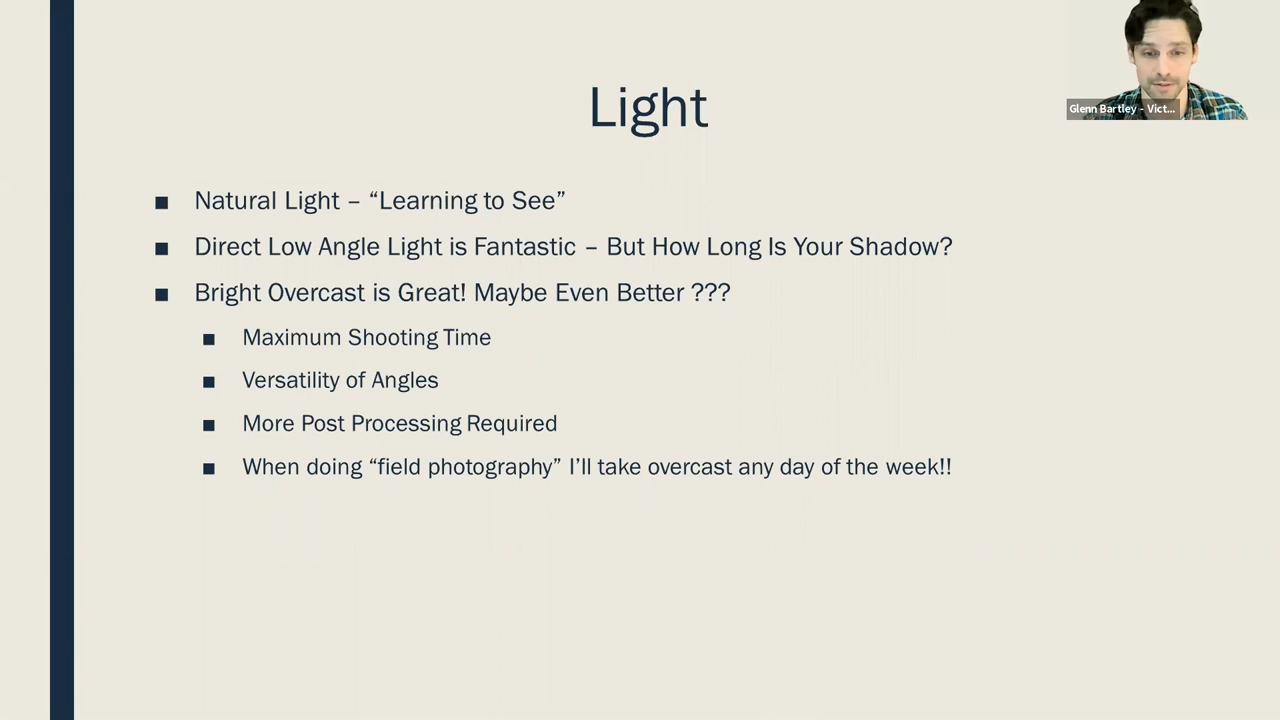 Light
Glenn Bartley - Vict...
■ Natural Light – “Learning to See”
■ Direct Low Angle Light is Fantastic – But How Long Is Your Shadow?
■ Bright Overcast is Great! Maybe Even Better ???
■ Maximum Shooting Time
■ Versatility of Angles
■ More Post Processing Required
■ When doing “field photography” I’ll take overcast any day of the week!!